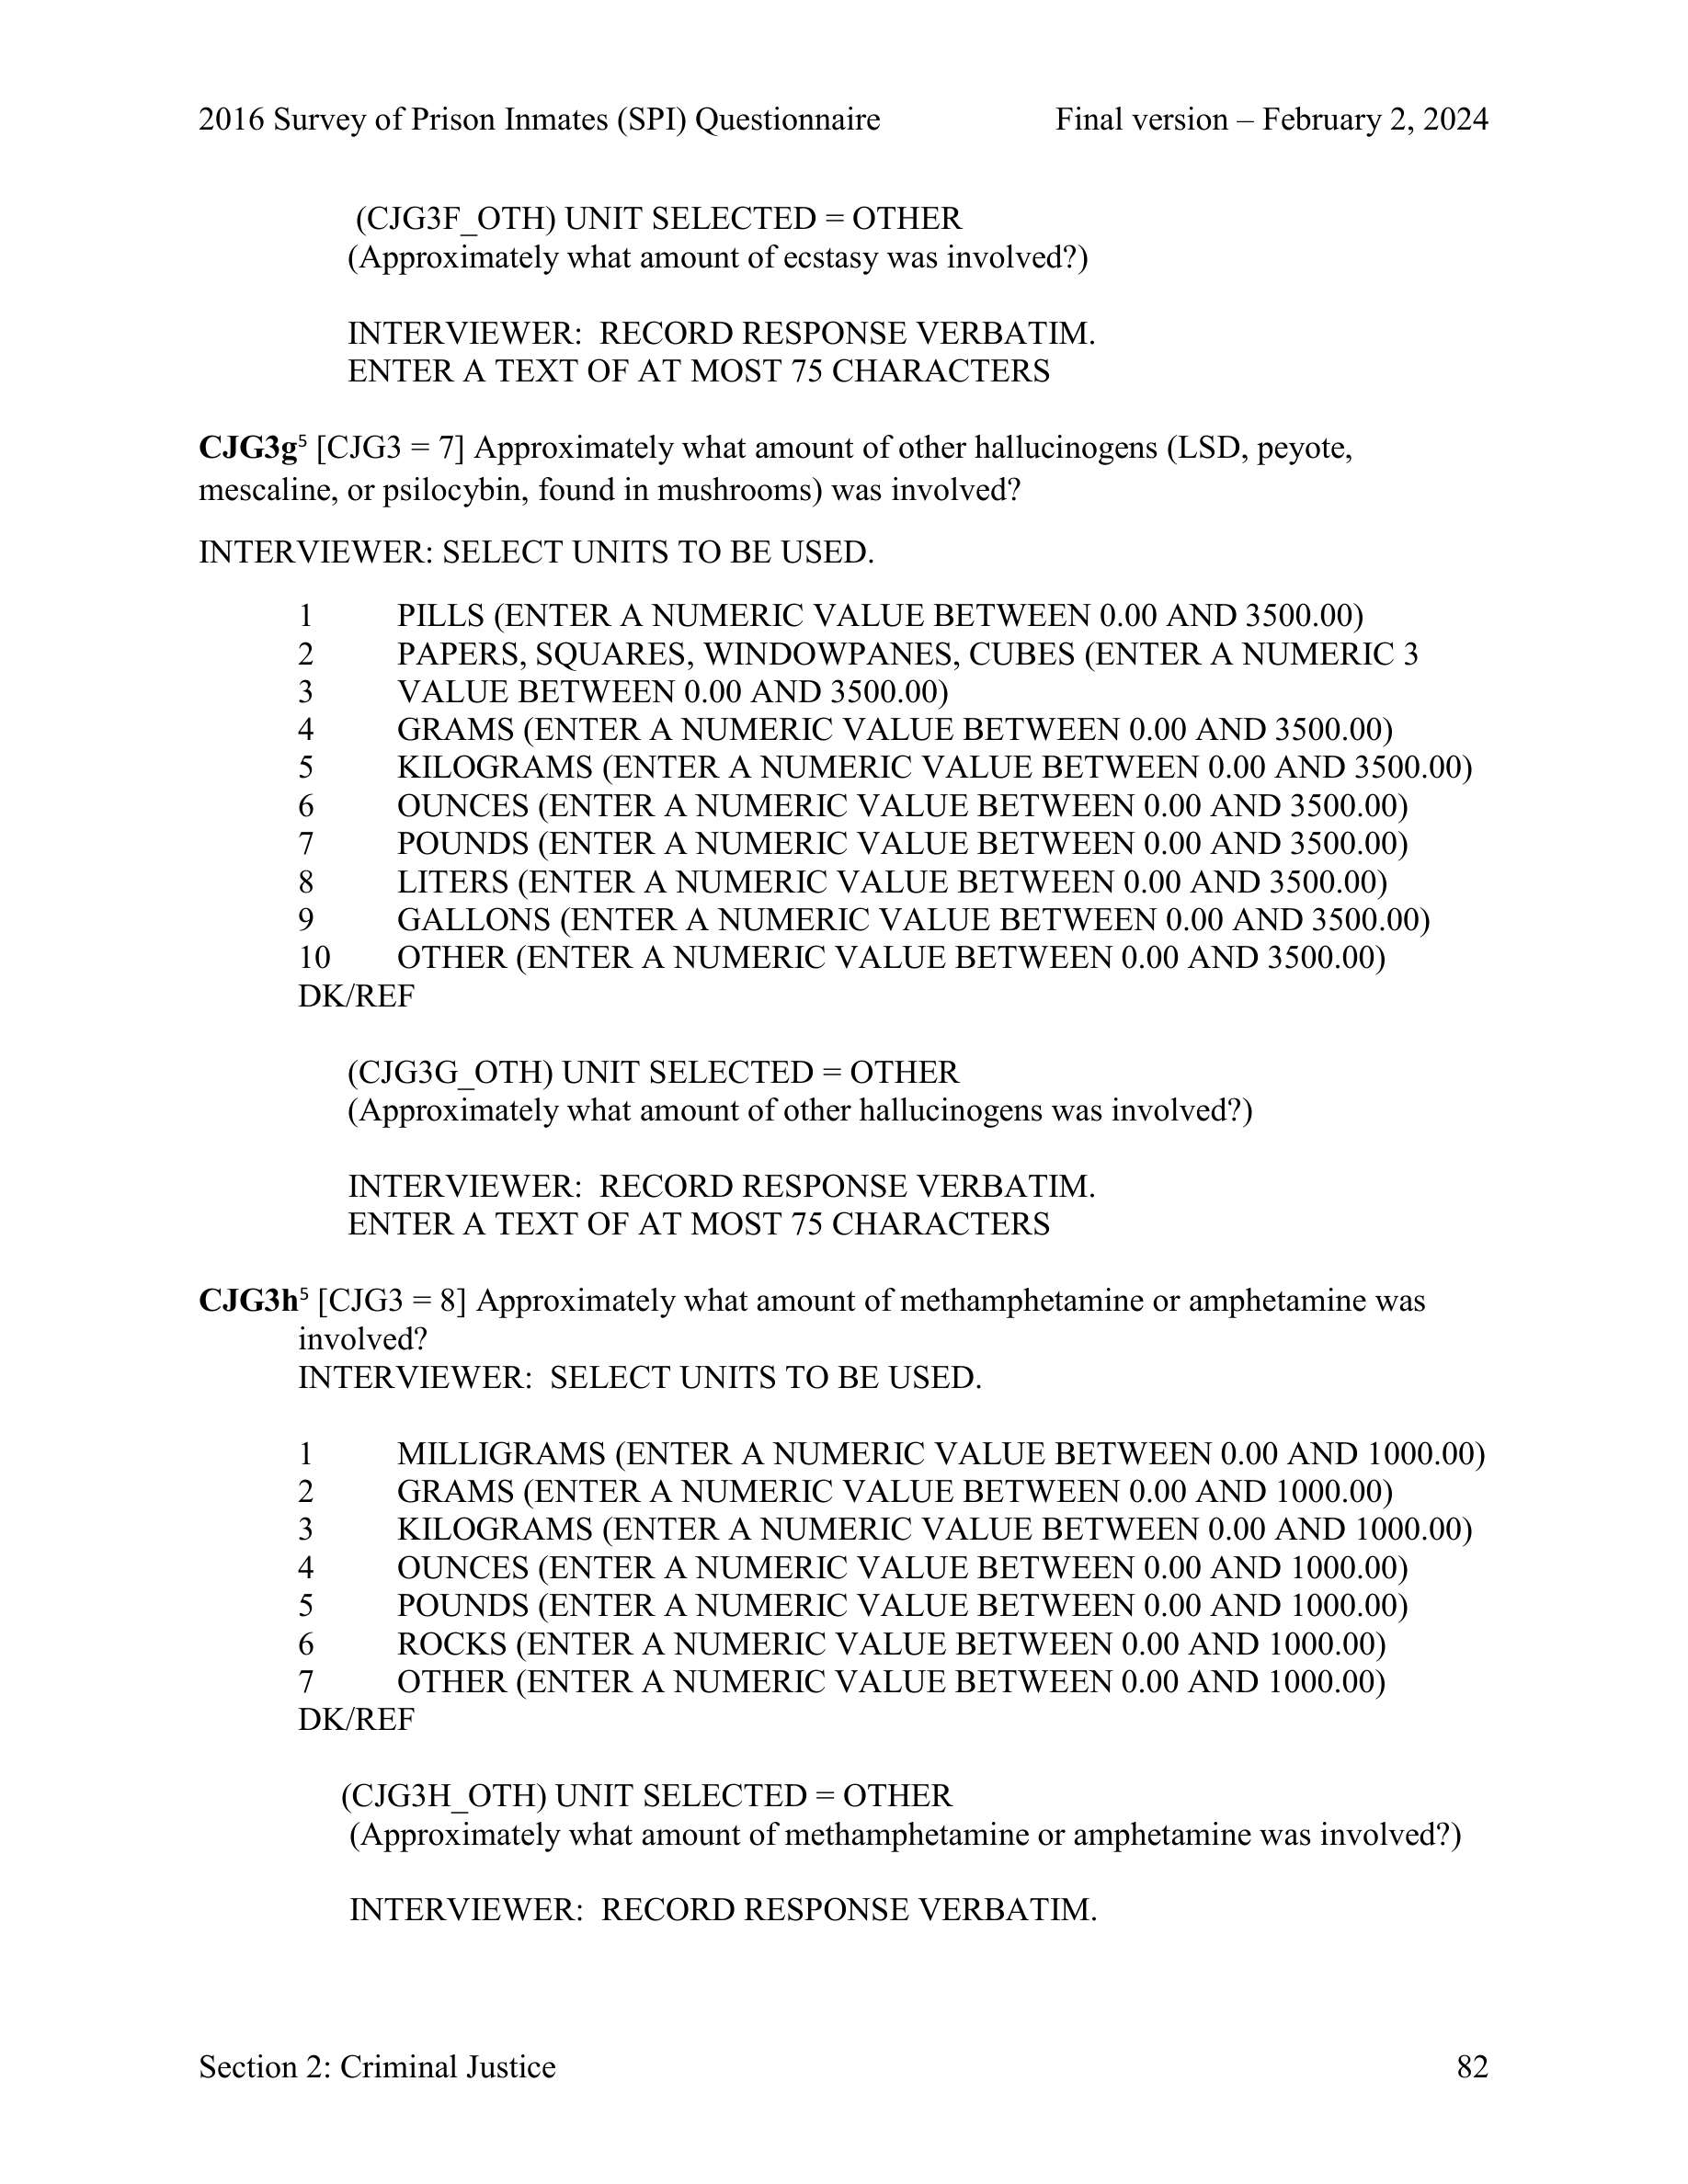 2016 Survey of Prison Inmates (SPI) Questionnaire Final version – February 2, 2024
(CJG3F_OTH) UNIT SELECTED = OTHER
(Approximately what amount of ecstasy was involved?)
INTERVIEWER: RECORD RESPONSE VERBATIM.
ENTER A TEXT OF AT MOST 75 CHARACTERS
CJG3g⁵ [CJG3 = 7] Approximately what amount of other hallucinogens (LSD, peyote,
mescaline, or psilocybin, found in mushrooms) was involved?
INTERVIEWER: SELECT UNITS TO BE USED.
1 PILLS (ENTER A NUMERIC VALUE BETWEEN 0.00 AND 3500.00)
2 PAPERS, SQUARES, WINDOWPANES, CUBES (ENTER A NUMERIC 3
3 VALUE BETWEEN 0.00 AND 3500.00)
4 GRAMS (ENTER A NUMERIC VALUE BETWEEN 0.00 AND 3500.00)
5 KILOGRAMS (ENTER A NUMERIC VALUE BETWEEN 0.00 AND 3500.00)
6 OUNCES (ENTER A NUMERIC VALUE BETWEEN 0.00 AND 3500.00)
7 POUNDS (ENTER A NUMERIC VALUE BETWEEN 0.00 AND 3500.00)
8 LITERS (ENTER A NUMERIC VALUE BETWEEN 0.00 AND 3500.00)
9 GALLONS (ENTER A NUMERIC VALUE BETWEEN 0.00 AND 3500.00)
10 OTHER (ENTER A NUMERIC VALUE BETWEEN 0.00 AND 3500.00)
DK/REF
(CJG3G_OTH) UNIT SELECTED = OTHER
(Approximately what amount of other hallucinogens was involved?)
INTERVIEWER: RECORD RESPONSE VERBATIM.
ENTER A TEXT OF AT MOST 75 CHARACTERS
CJG3h⁵ [CJG3 = 8] Approximately what amount of methamphetamine or amphetamine was
involved?
INTERVIEWER: SELECT UNITS TO BE USED.
1 MILLIGRAMS (ENTER A NUMERIC VALUE BETWEEN 0.00 AND 1000.00)
2 GRAMS (ENTER A NUMERIC VALUE BETWEEN 0.00 AND 1000.00)
3 KILOGRAMS (ENTER A NUMERIC VALUE BETWEEN 0.00 AND 1000.00)
4 OUNCES (ENTER A NUMERIC VALUE BETWEEN 0.00 AND 1000.00)
5 POUNDS (ENTER A NUMERIC VALUE BETWEEN 0.00 AND 1000.00)
6 ROCKS (ENTER A NUMERIC VALUE BETWEEN 0.00 AND 1000.00)
7 OTHER (ENTER A NUMERIC VALUE BETWEEN 0.00 AND 1000.00)
DK/REF
(CJG3H_OTH) UNIT SELECTED = OTHER
(Approximately what amount of methamphetamine or amphetamine was involved?)
INTERVIEWER: RECORD RESPONSE VERBATIM.
Section 2: Criminal Justice 82